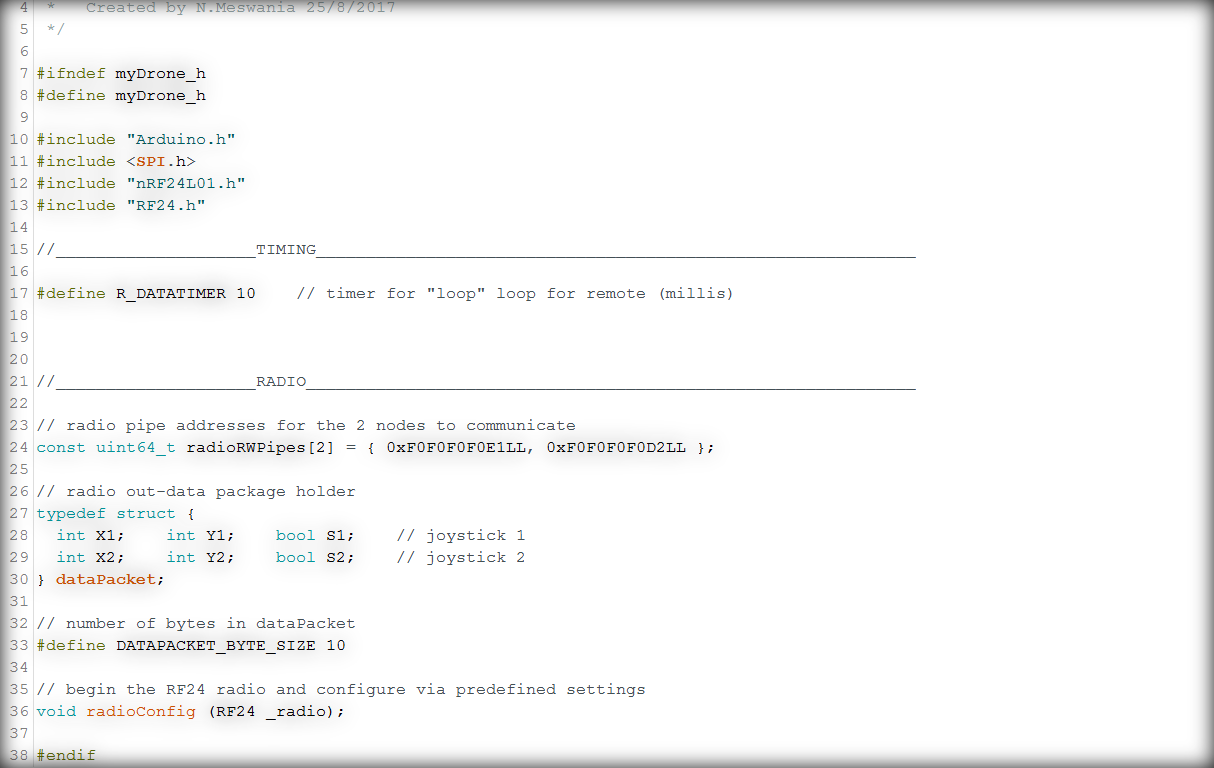 4 * Created by N.Meswania 25/8/2017
5 */
6
7 #ifndef myDrone_h
8 #define myDrone_h
9
10 #include "Arduino.h"
11 #include <SPI.h>
12 #include "nRF24L01.h"
13 #include "RF24.h"
14
15 //____________________TIMING____________________________________________________________
16
17 #define R_DATATIMER 10    // timer for "loop" loop for remote (millis)
18
19
20
21 //____________________RADIO_____________________________________________________________
22
23 // radio pipe addresses for the 2 nodes to communicate
24 const uint64_t radioRWPipes[2] = { 0xF0F0F0F0E1LL, 0xF0F0F0F0D2LL };
25
26 // radio out-data package holder
27 typedef struct {
28   int X1;    int Y1;    bool S1;    // joystick 1
29   int X2;    int Y2;    bool S2;    // joystick 2
30 } dataPacket;
31
32 // number of bytes in dataPacket
33 #define DATAPACKET_BYTE_SIZE 10
34
35 // begin the RF24 radio and configure via predefined settings
36 void radioConfig (RF24 _radio);
37
38 #endif